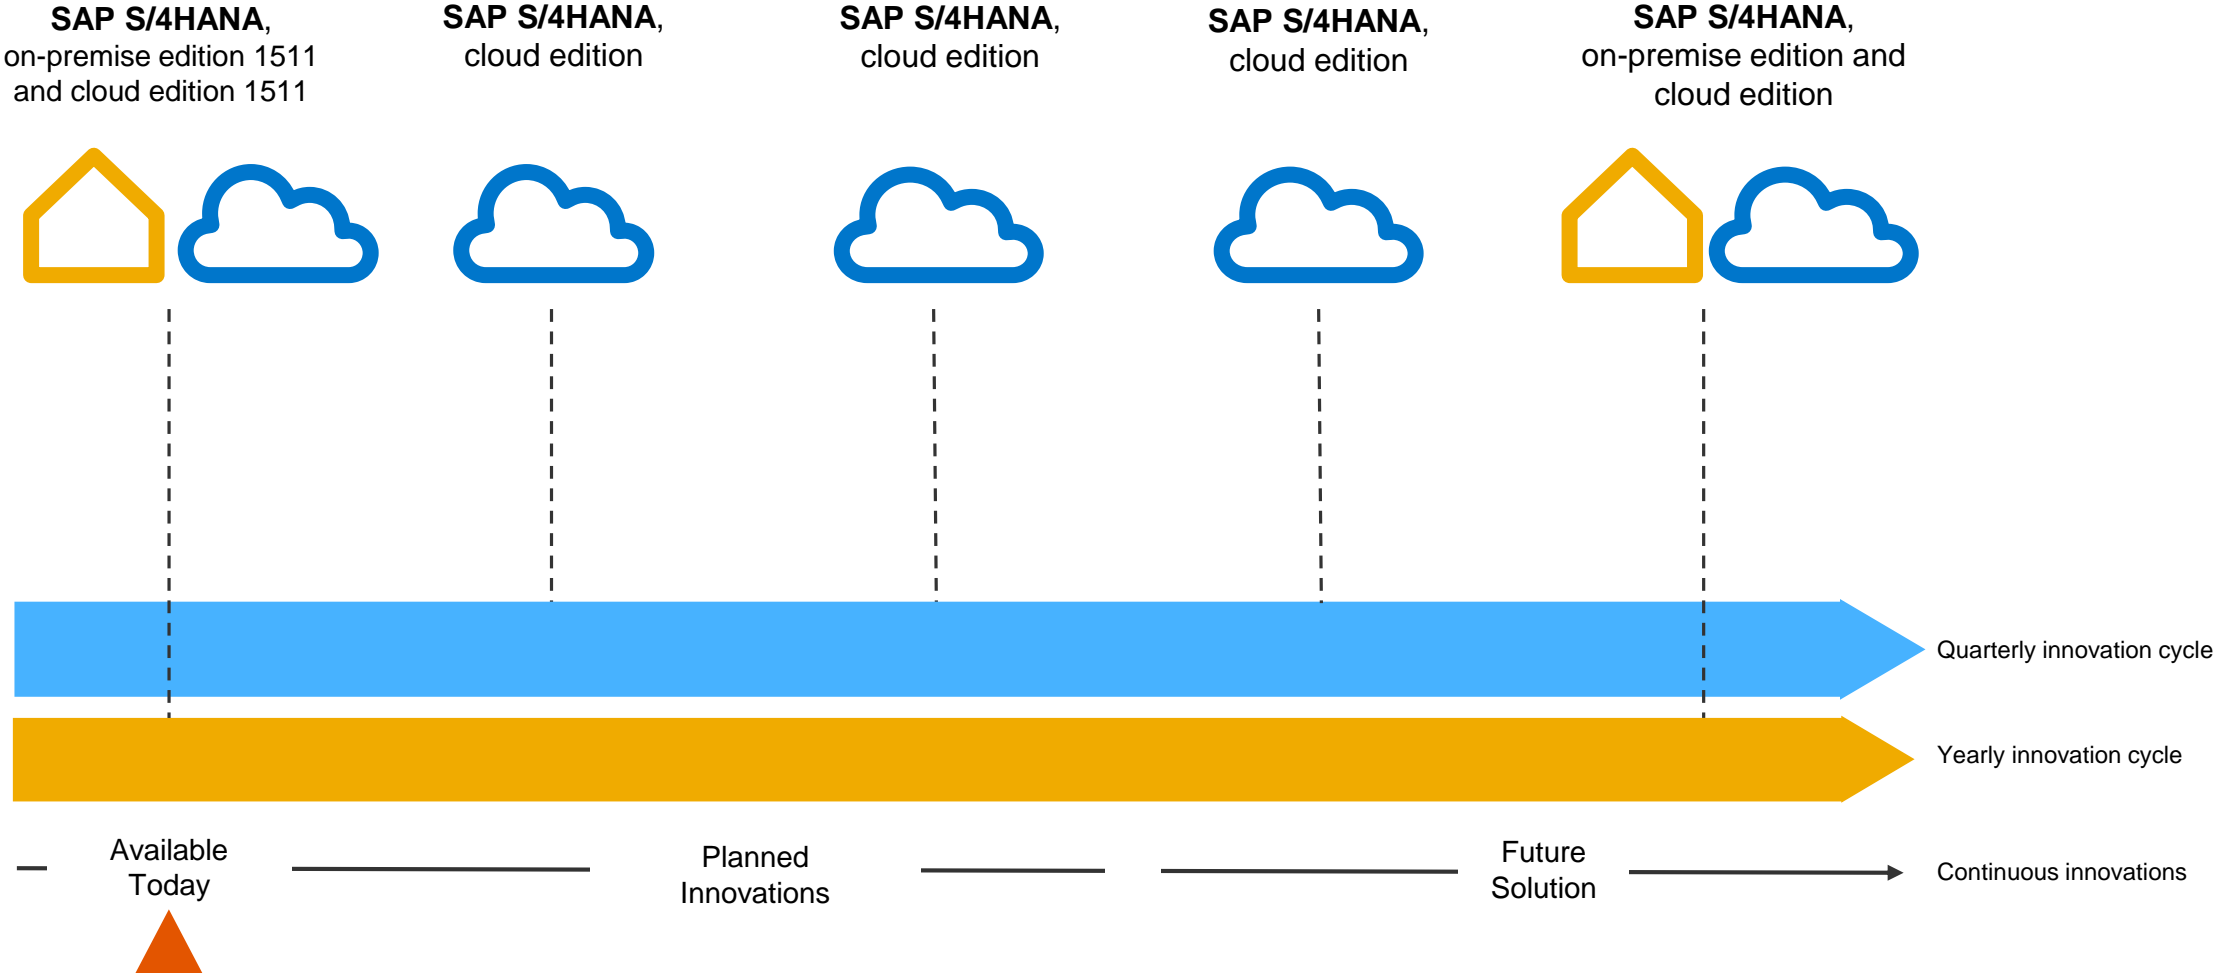 SAP S/4HANA,
on-premise edition 1511
and cloud edition 1511
SAP S/4HANA,
cloud edition
SAP S/4HANA,
cloud edition
SAP S/4HANA,
cloud edition
SAP S/4HANA,
on-premise edition and
cloud edition
Quarterly innovation cycle
Yearly innovation cycle
Available
Today
Planned
Innovations
Future
Solution
Continuous innovations